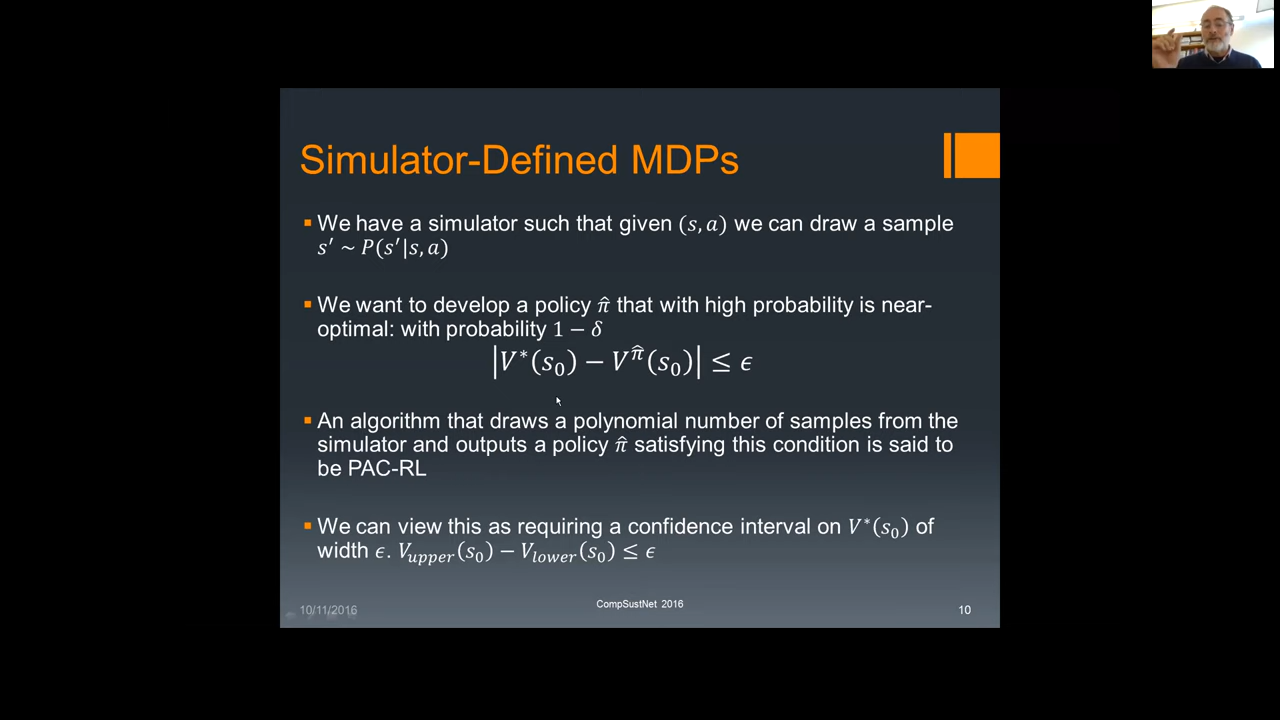 Simulator-Defined MDPs
▪ We have a simulator such that given (s, a) we can draw a sample
s′ ~ P(s′|s, a)
▪ We want to develop a policy π̂ that with high probability is near-
optimal: with probability 1 − δ
|V*(s₀) − V^π̂(s₀)| ≤ ϵ
▪ An algorithm that draws a polynomial number of samples from the
simulator and outputs a policy π̂ satisfying this condition is said to
be PAC-RL
▪ We can view this as requiring a confidence interval on V*(s₀) of
width ϵ. V_upper(s₀) − V_lower(s₀) ≤ ϵ
10/11/2016
CompSustNet 2016
10